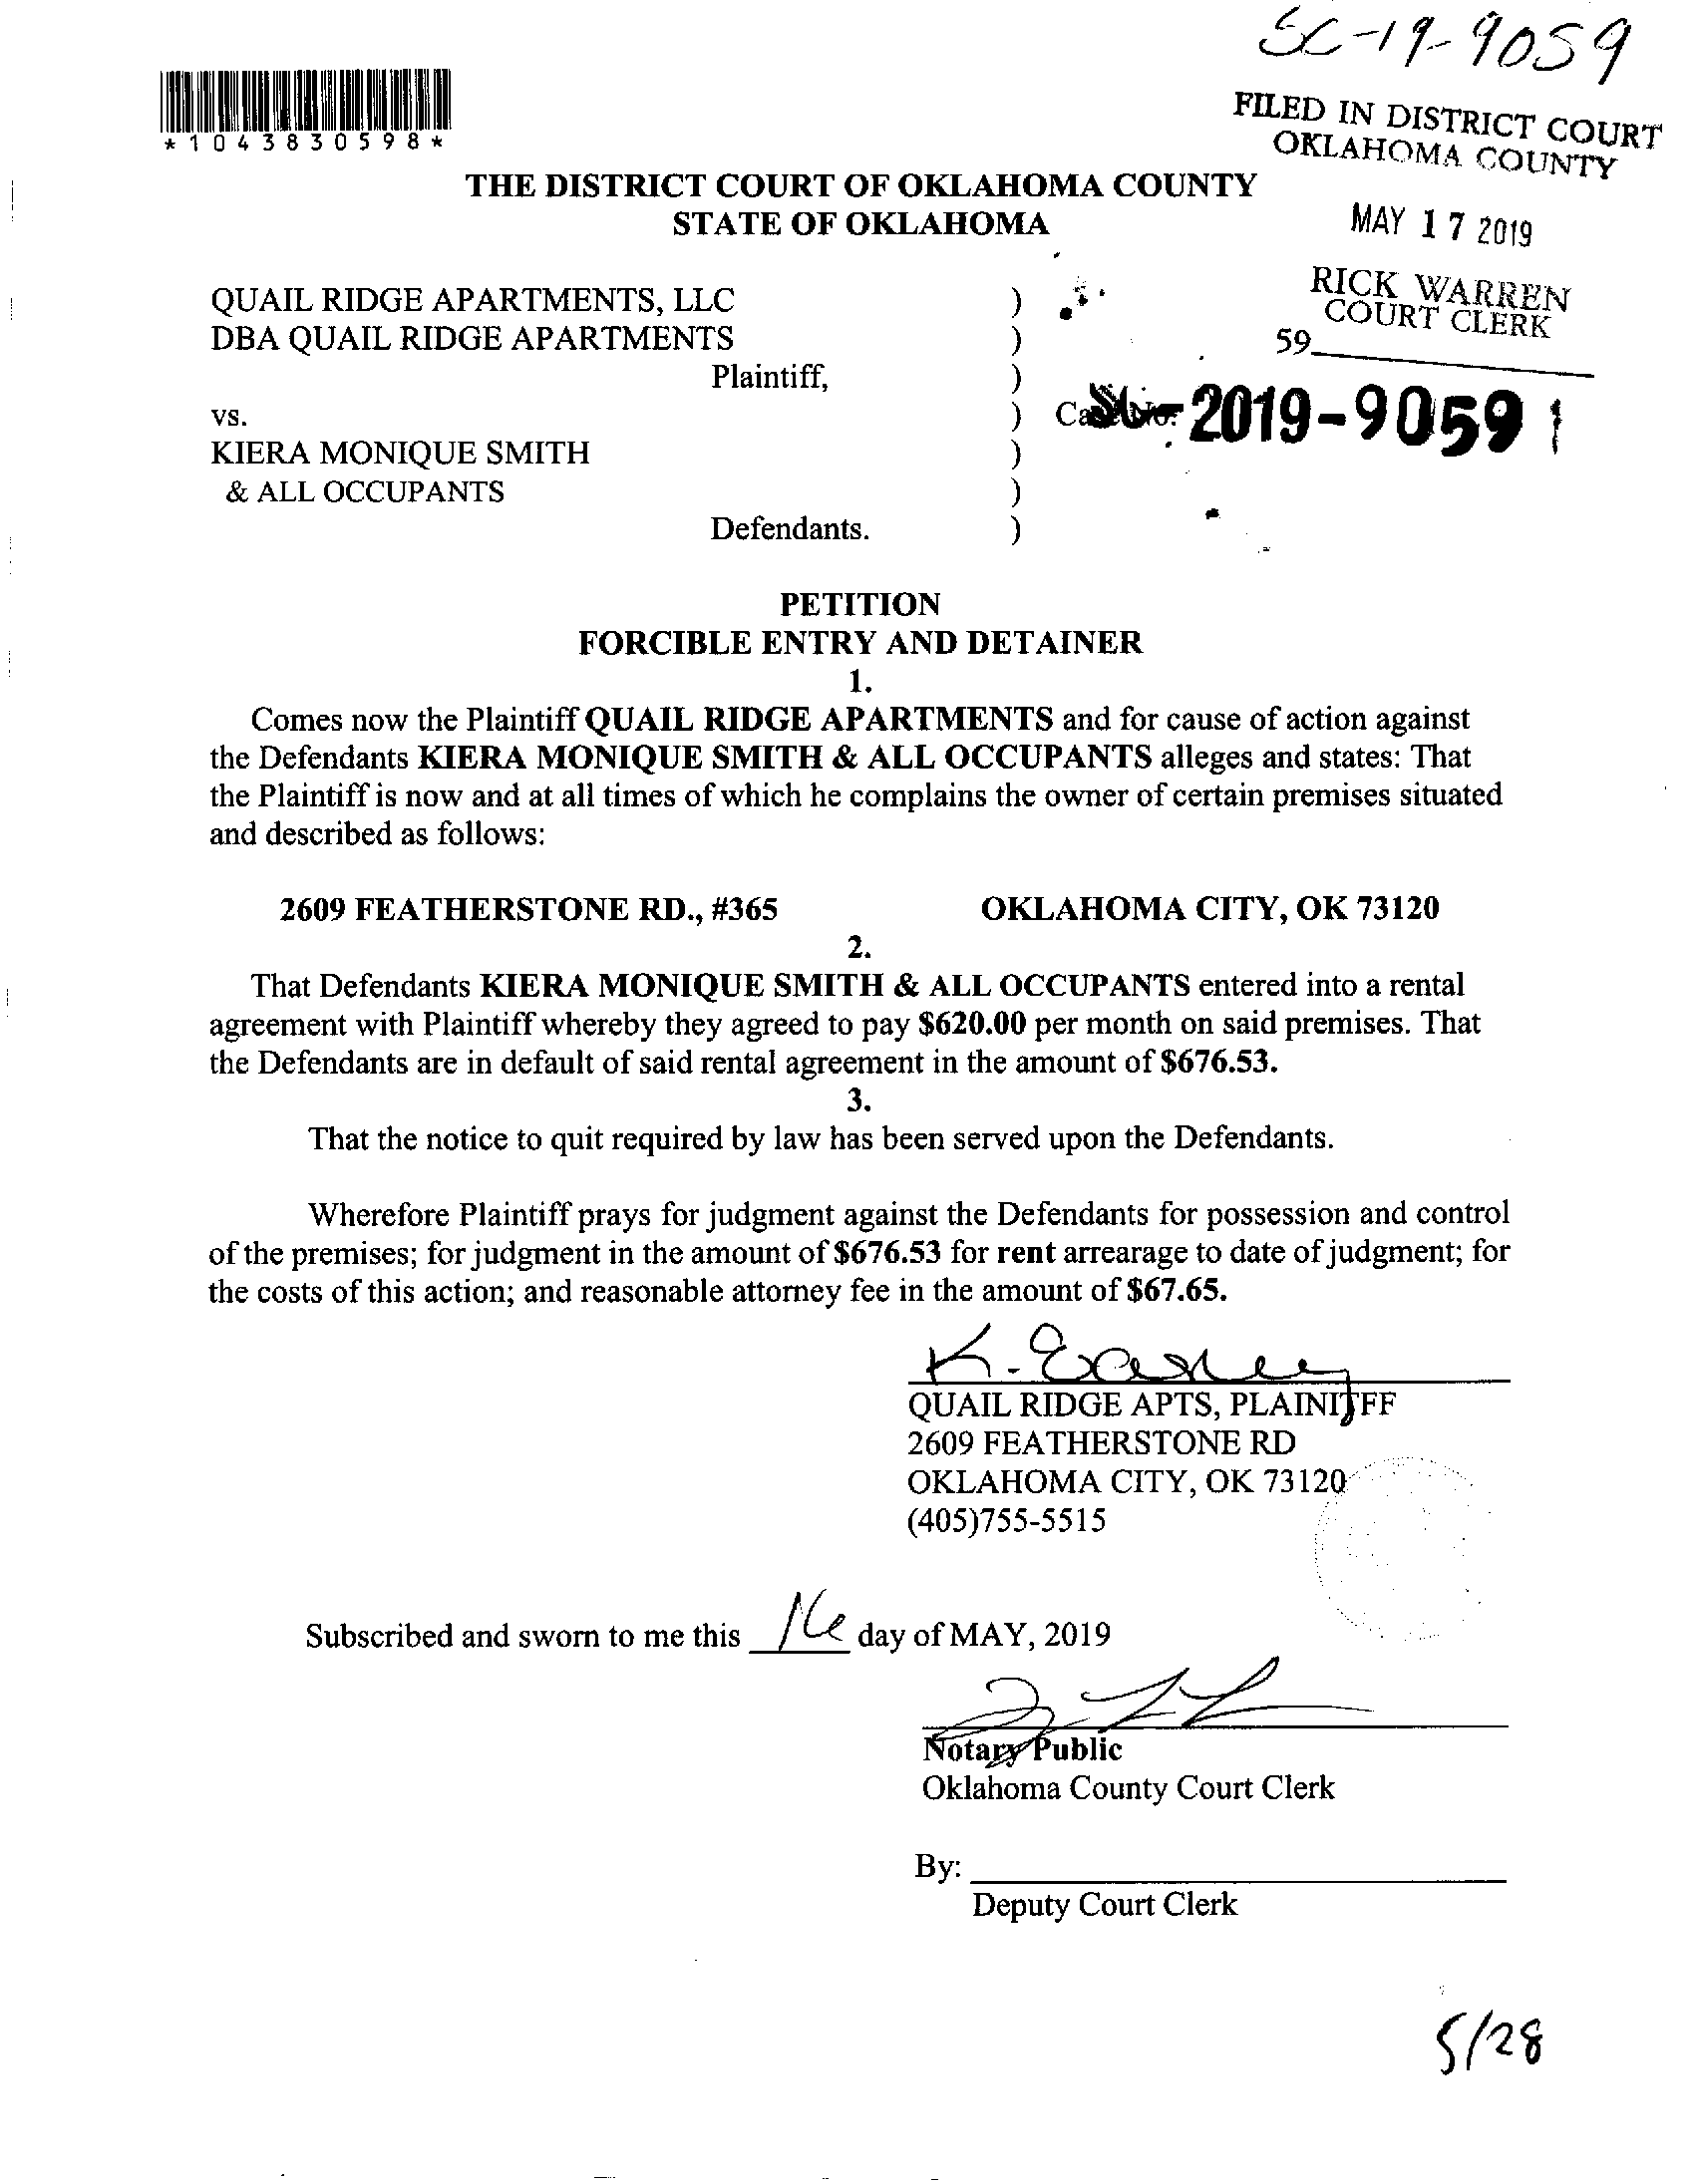 SC-19-9059
*1043830598*
FILED IN DISTRICT COURT
OKLAHOMA COUNTY
THE DISTRICT COURT OF OKLAHOMA COUNTY
STATE OF OKLAHOMA
MAY 17 2019
RICK WARREN
COURT CLERK
59
QUAIL RIDGE APARTMENTS, LLC )
DBA QUAIL RIDGE APARTMENTS )
Plaintiff, )
vs. ) Case No. SC-2019-9059
KIERA MONIQUE SMITH )
& ALL OCCUPANTS )
Defendants. )
PETITION
FORCIBLE ENTRY AND DETAINER
1.
Comes now the Plaintiff QUAIL RIDGE APARTMENTS and for cause of action against
the Defendants KIERA MONIQUE SMITH & ALL OCCUPANTS alleges and states: That
the Plaintiff is now and at all times of which he complains the owner of certain premises situated
and described as follows:
2609 FEATHERSTONE RD., #365 OKLAHOMA CITY, OK 73120
2.
That Defendants KIERA MONIQUE SMITH & ALL OCCUPANTS entered into a rental
agreement with Plaintiff whereby they agreed to pay $620.00 per month on said premises. That
the Defendants are in default of said rental agreement in the amount of $676.53.
3.
That the notice to quit required by law has been served upon the Defendants.
Wherefore Plaintiff prays for judgment against the Defendants for possession and control
of the premises; for judgment in the amount of $676.53 for rent arrearage to date of judgment; for
the costs of this action; and reasonable attorney fee in the amount of $67.65.
K. Easley
QUAIL RIDGE APTS, PLAINITFF
2609 FEATHERSTONE RD
OKLAHOMA CITY, OK 73120
(405)755-5515
Subscribed and sworn to me this day of MAY, 2019
Notary Public
Oklahoma County Court Clerk
By:
Deputy Court Clerk
5/28